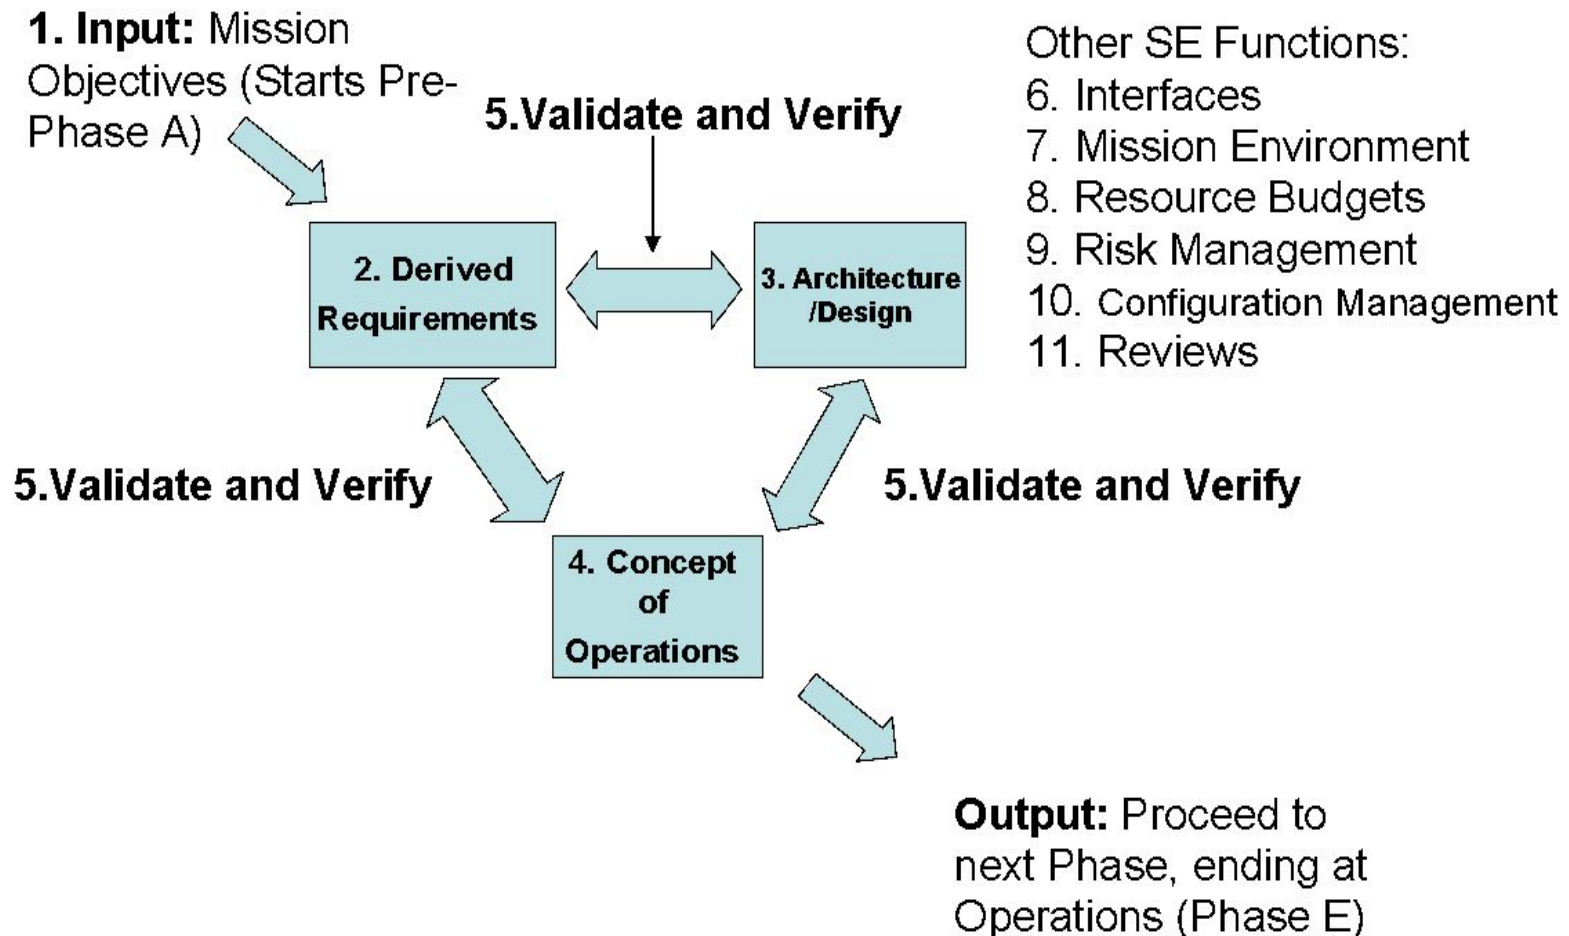 1. Input: Mission
Objectives (Starts Pre-
Phase A)
5.Validate and Verify
Other SE Functions:
6. Interfaces
7. Mission Environment
8. Resource Budgets
9. Risk Management
10. Configuration Management
11. Reviews
2. Derived
Requirements
3. Architecture
/Design
5.Validate and Verify
5.Validate and Verify
4. Concept
of
Operations
Output: Proceed to
next Phase, ending at
Operations (Phase E)